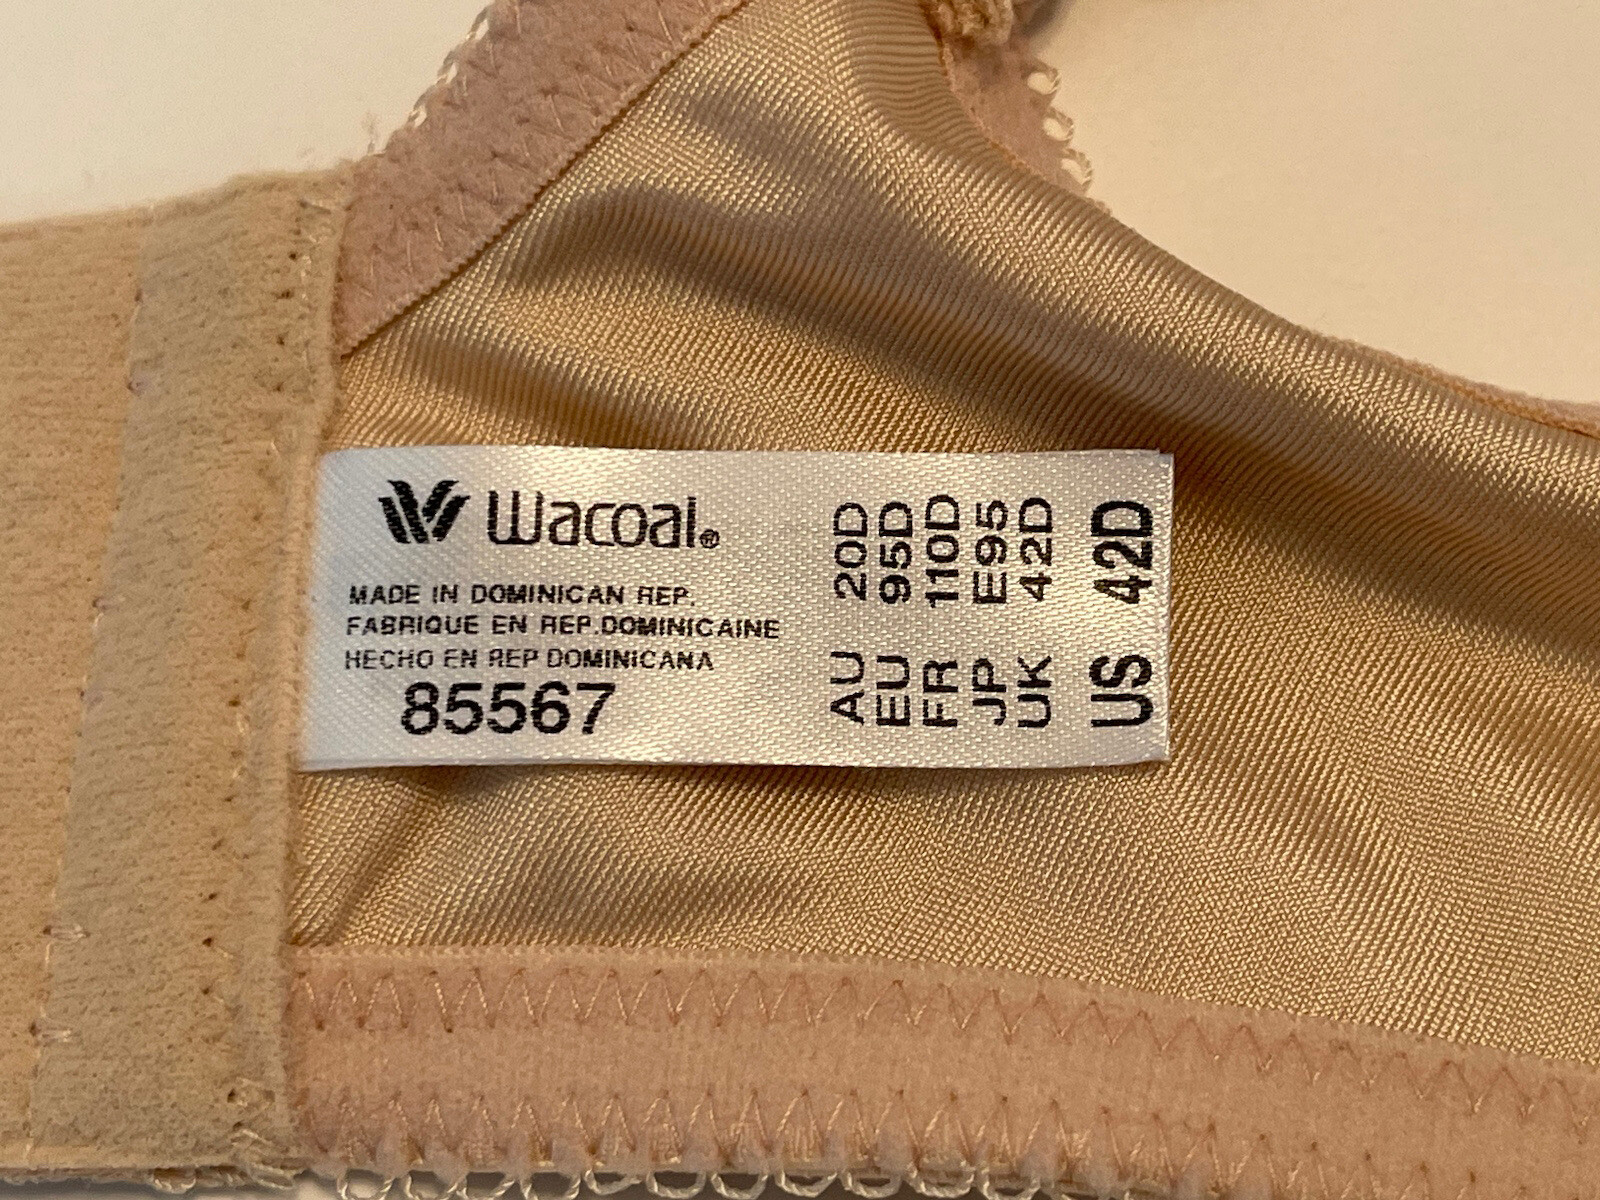 Wacoal®
MADE IN DOMINICAN REP.
FABRIQUE EN REP.DOMINICAINE
HECHO EN REP DOMINICANA
85567
AU 20D
EU 95D
FR 110D
JP E95
UK 42D
US 42D